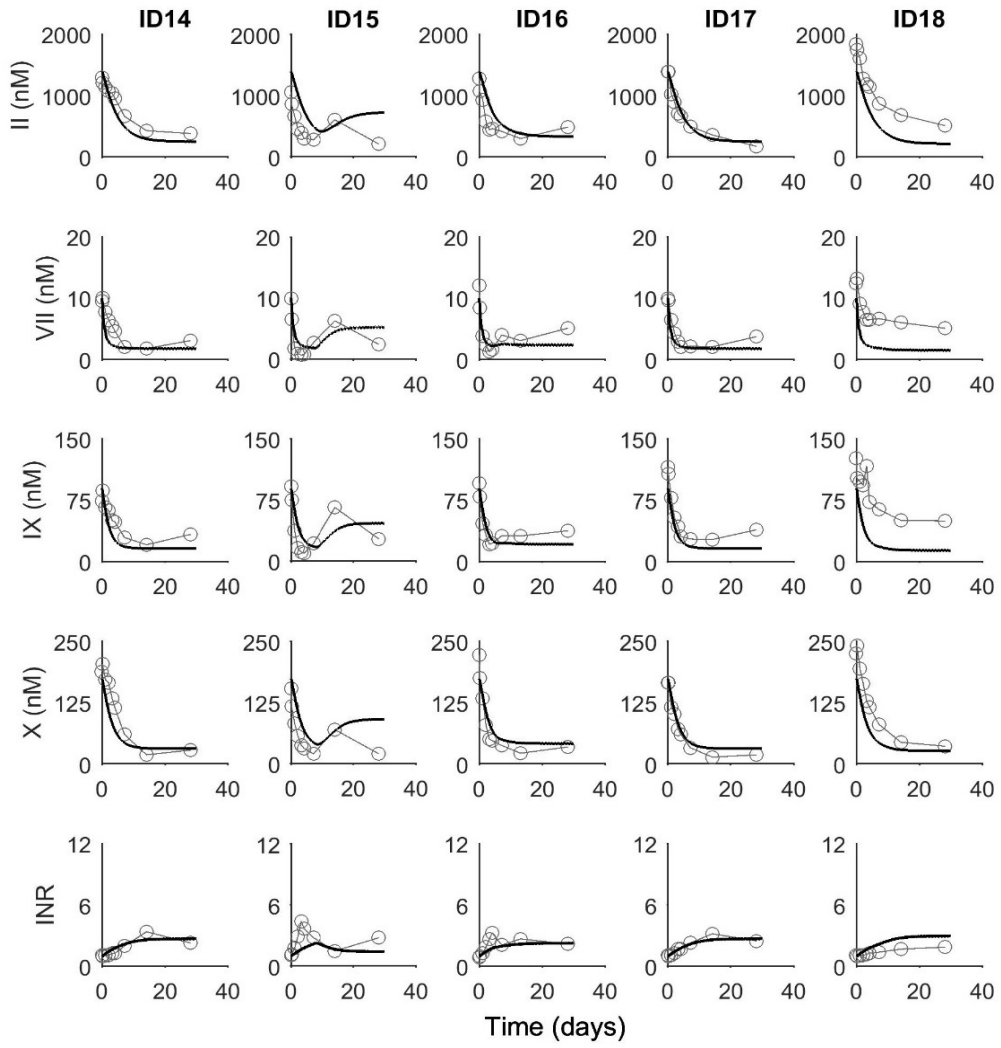 ID14 ID15 ID16 ID17 ID18
II (nM)
2000 2000 2000 2000 2000
1000 1000 1000 1000 1000
0 0 0 0 0
0 20 40 0 20 40 0 20 40 0 20 40 0 20 40
VII (nM)
20 20 20 20 20
10 10 10 10 10
0 0 0 0 0
0 20 40 0 20 40 0 20 40 0 20 40 0 20 40
IX (nM)
150 150 150 150 150
75 75 75 75 75
0 0 0 0 0
0 20 40 0 20 40 0 20 40 0 20 40 0 20 40
X (nM)
250 250 250 250 250
125 125 125 125 125
0 0 0 0 0
0 20 40 0 20 40 0 20 40 0 20 40 0 20 40
INR
12 12 12 12 12
6 6 6 6 6
0 0 0 0 0
0 20 40 0 20 40 0 20 40 0 20 40 0 20 40
Time (days)